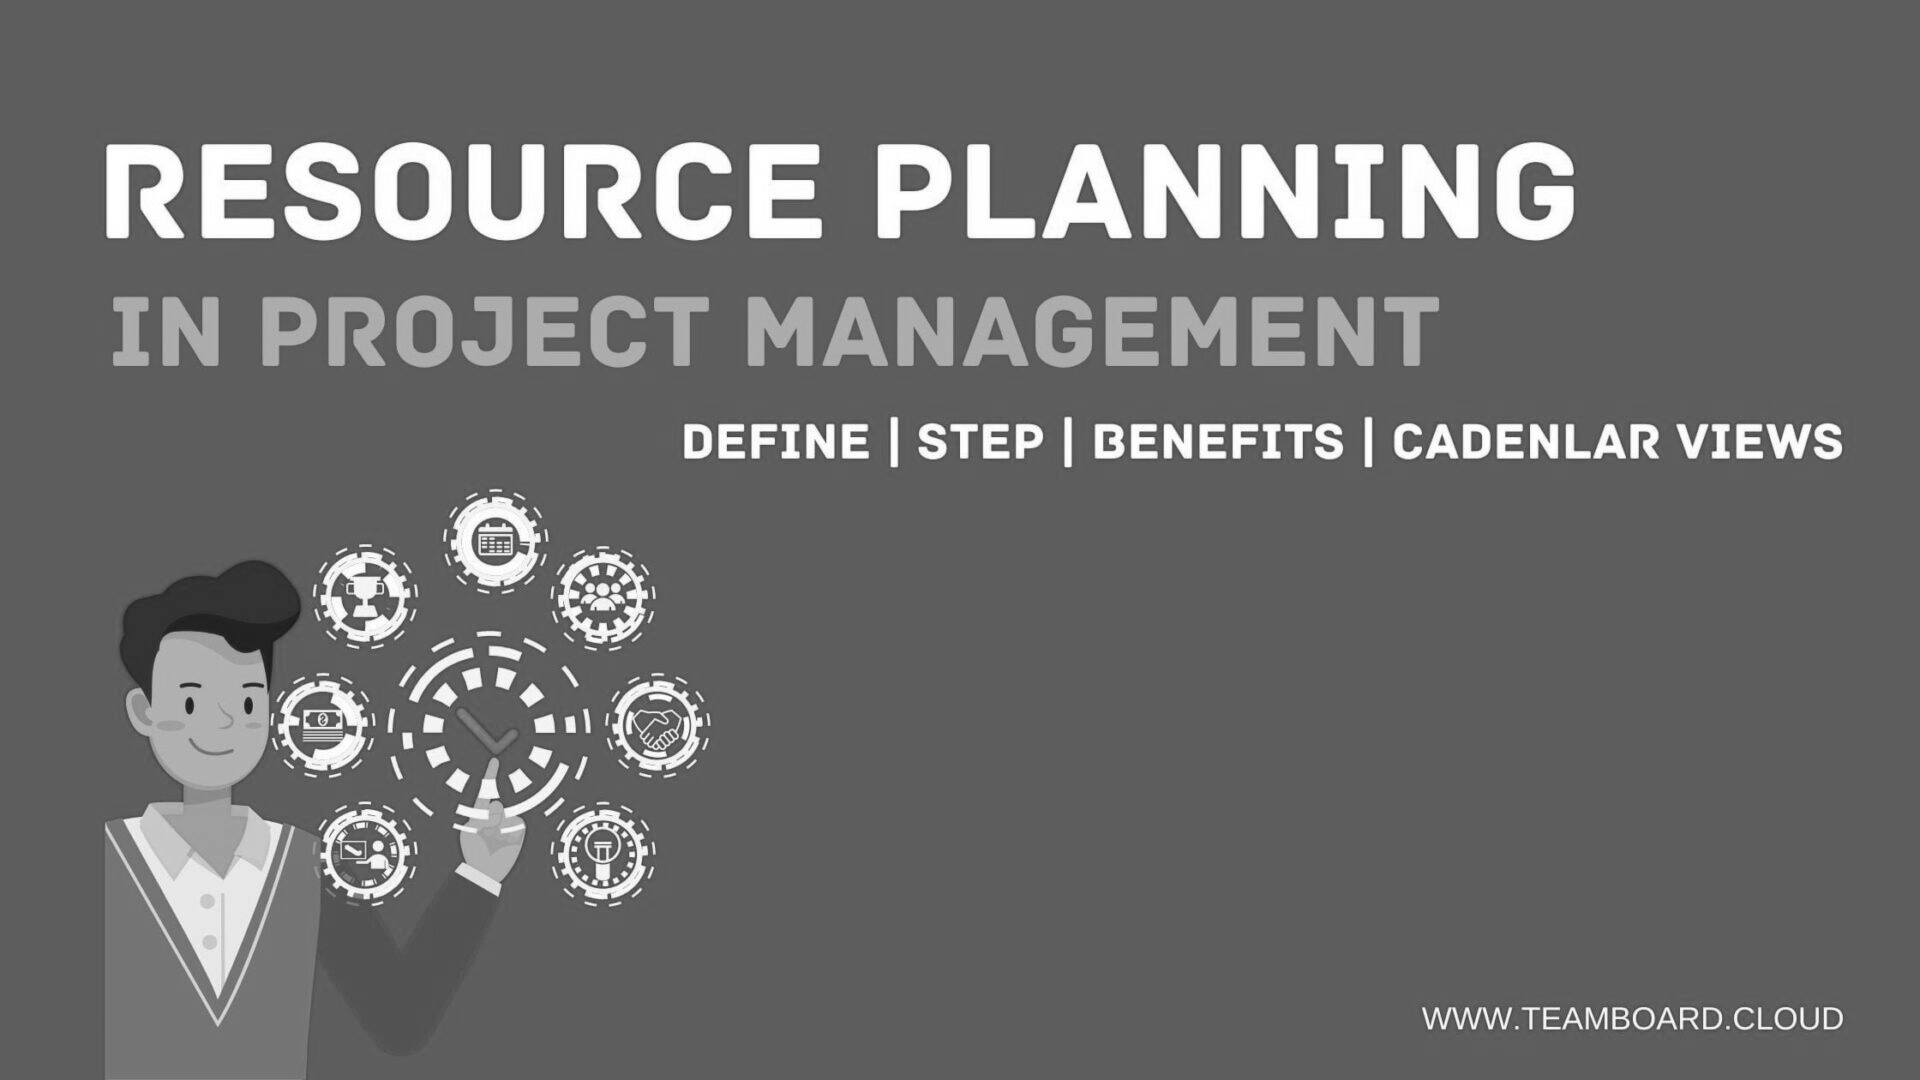 RESOURCE PLANNING
IN PROJECT MANAGEMENT
DEFINE | STEP | BENEFITS | CADENLAR VIEWS
WWW.TEAMBOARD.CLOUD